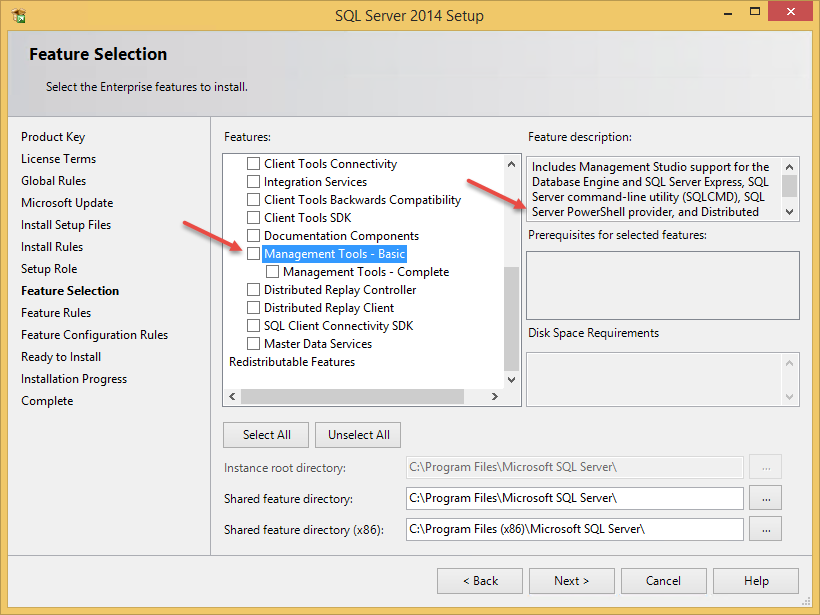 SQL Server 2014 Setup
Feature Selection
Select the Enterprise features to install.
Product Key
License Terms
Global Rules
Microsoft Update
Install Setup Files
Install Rules
Setup Role
Feature Selection
Feature Rules
Feature Configuration Rules
Ready to Install
Installation Progress
Complete
Features:
Client Tools Connectivity
Integration Services
Client Tools Backwards Compatibility
Client Tools SDK
Documentation Components
Management Tools - Basic
Management Tools - Complete
Distributed Replay Controller
Distributed Replay Client
SQL Client Connectivity SDK
Master Data Services
Redistributable Features
Feature description:
Includes Management Studio support for the
Database Engine and SQL Server Express, SQL
Server command-line utility (SQLCMD), SQL
Server PowerShell provider, and Distributed
Prerequisites for selected features:
Disk Space Requirements
Select All
Unselect All
Instance root directory:
C:\Program Files\Microsoft SQL Server\
...
Shared feature directory:
C:\Program Files\Microsoft SQL Server\
...
Shared feature directory (x86):
C:\Program Files (x86)\Microsoft SQL Server\
...
< Back
Next >
Cancel
Help